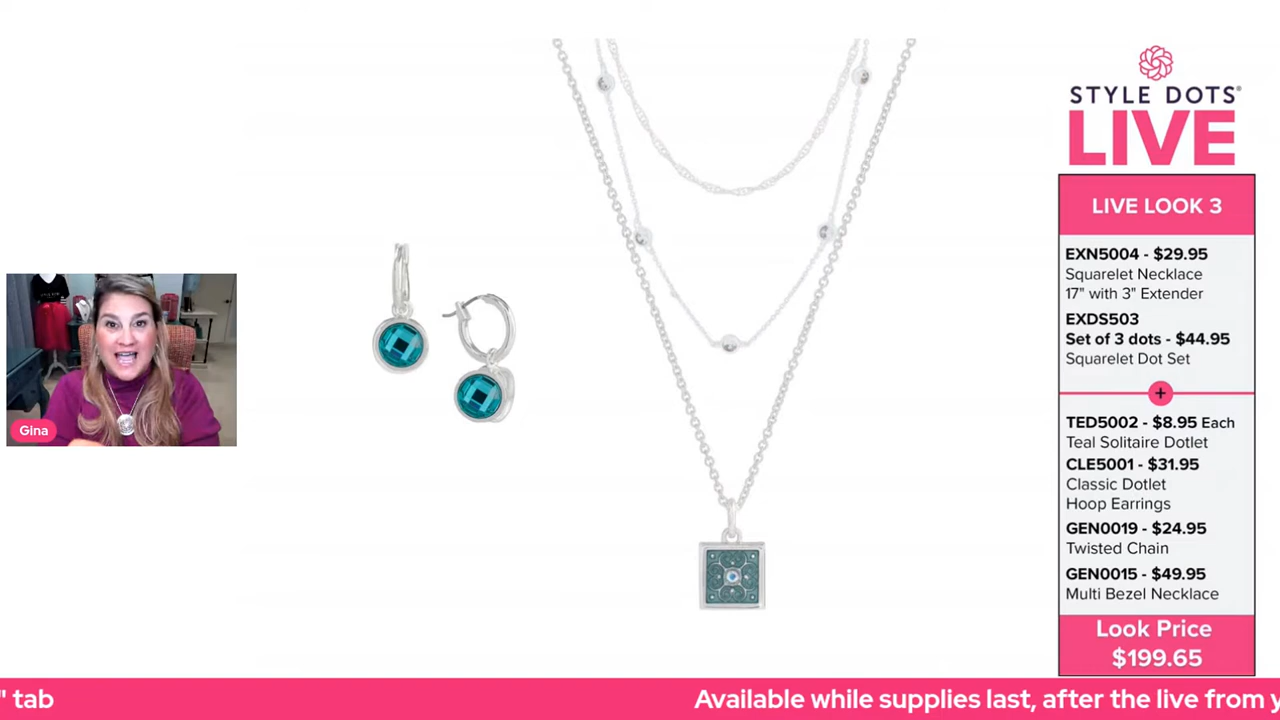 STYLE DOTS®
LIVE
LIVE LOOK 3
EXN5004 - $29.95
Squarelet Necklace
17" with 3" Extender
EXDS503
Set of 3 dots - $44.95
Squarelet Dot Set
+
TED5002 - $8.95 Each
Teal Solitaire Dotlet
CLE5001 - $31.95
Classic Dotlet
Hoop Earrings
GEN0019 - $24.95
Twisted Chain
GEN0015 - $49.95
Multi Bezel Necklace
Look Price
$199.65
Gina
" tab
Available while supplies last, after the live from y